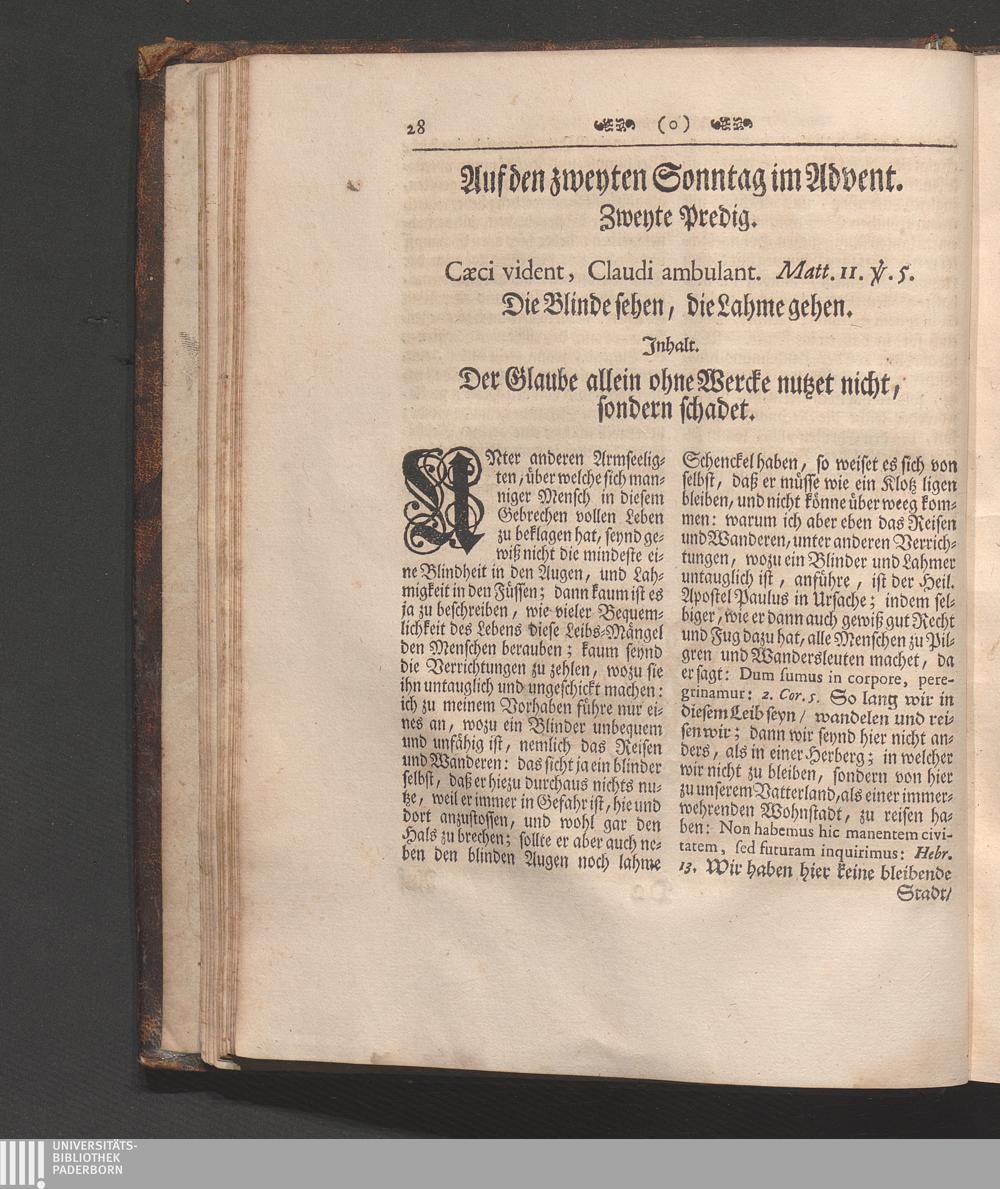 28 (o)
Auf den zweyten Sonntag im Advent.
Zweyte Predig.
Cæci vident, Claudi ambulant. Matt. 11. ℣. 5.
Die Blinde sehen, die Lahme gehen.
Inhalt.
Der Glaube allein ohne Wercke nutzet nicht,
sondern schadet.
UNter anderen Armseelig-
ten, über welche sich man-
niger Mensch in diesem
Gebrechen vollen Leben
zu beklagen hat, seynd ge-
wiß nicht die mindeste ei-
ne Blindheit in den Augen, und Lah-
migkeit in den Füssen; dann kaum ist es
ja zu beschreiben, wie vieler Bequem-
lichkeit des Lebens diese Leibs-Mängel
den Menschen berauben; kaum seynd
die Verrichtungen zu zehlen, wozu sie
ihn untauglich und ungeschickt machen:
ich zu meinem Vorhaben führe nur ei-
nes an, wozu ein Blinder unbequem
und unfähig ist, nemlich das Reisen
und Wanderen: das sicht ja ein blinder
selbst, daß er hiezu durchaus nichts nu-
tze, weil er immer in Gefahr ist, hie und
dort anzustossen, und wohl gar den
Hals zu brechen; sollte er aber auch ne-
ben den blinden Augen noch lahme
Schenckel haben, so weiset es sich von
selbst, daß er müsse wie ein Klotz ligen
bleiben, und nicht könne über weeg kom-
men: warum ich aber eben das Reisen
und Wanderen, unter anderen Verrich-
tungen, wozu ein Blinder und Lahmer
untauglich ist, anführe, ist der Heil.
Apostel Paulus in Ursache; indem sel-
biger, wie er dann auch gewiß gut Recht
und Fug dazu hat, alle Menschen zu Pil-
gren und Wandersleuten machet, da
er sagt: Dum sumus in corpore, pere-
grinamur: 2. Cor. 5. So lang wir in
diesem Leib seyn/ wandelen und rei-
sen wir; dann wir seynd hier nicht an-
ders, als in einer Herberg; in welcher
wir nicht zu bleiben, sondern von hier
zu unserem Vatterland, als einer immer-
wehrenden Wohnstadt, zu reisen ha-
ben: Non habemus hic manentem civi-
tatem, sed futuram inquirimus: Hebr.
13. Wir haben hier keine bleibende
Stadt/
UNIVERSITÄTS-
BIBLIOTHEK
PADERBORN